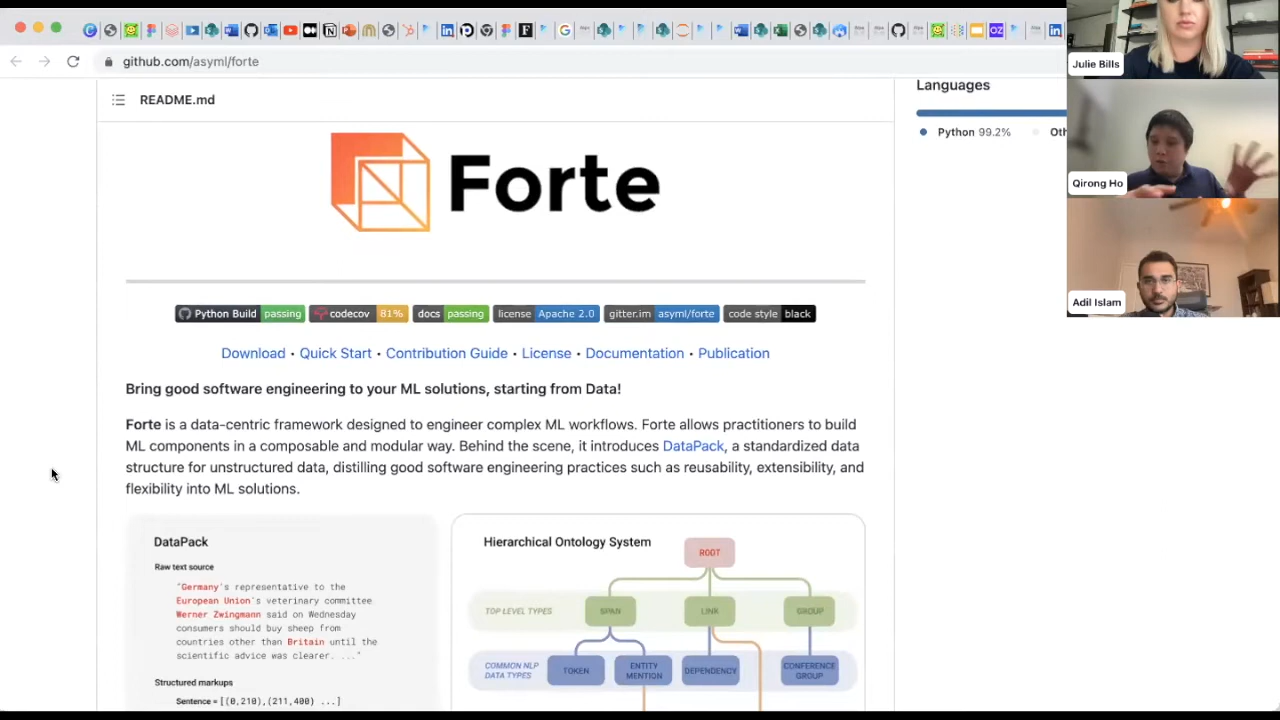 github.com/asyml/forte
README.md
Forte
Python Build passing codecov 81% docs passing license Apache 2.0 gitter.im asyml/forte code style black
Download • Quick Start • Contribution Guide • License • Documentation • Publication
Bring good software engineering to your ML solutions, starting from Data!
Forte is a data-centric framework designed to engineer complex ML workflows. Forte allows practitioners to build
ML components in a composable and modular way. Behind the scene, it introduces DataPack, a standardized data
structure for unstructured data, distilling good software engineering practices such as reusability, extensibility, and
flexibility into ML solutions.
DataPack
Raw text source
"Germany's representative to the
European Union's veterinary committee
Werner Zwingmann said on Wednesday
consumers should buy sheep from
countries other than Britain until the
scientific advice was clearer. ..."
Structured markups
Sentence = [(0,210),(211,400) ...]
Hierarchical Ontology System
ROOT
TOP LEVEL TYPES
SPAN
LINK
GROUP
COMMON NLP
DATA TYPES
TOKEN
ENTITY
MENTION
DEPENDENCY
CONFERENCE
GROUP
Languages
Python 99.2%
Oth
Julie Bills
Qirong Ho
Adil Islam